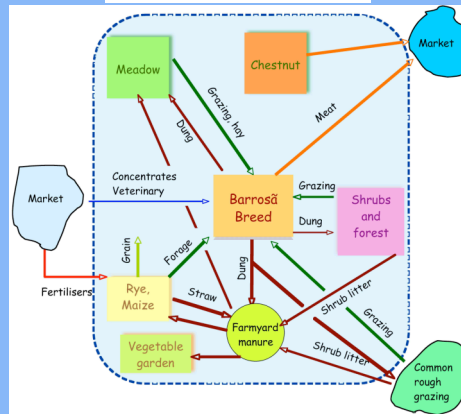 Market
Meadow
Chestnut
Grazing, hay
Dung
Meat
Concentrates
Veterinary
Market
Barrosã
Breed
Grazing
Dung
Shrubs
and
forest
Grain
Forage
Dung
Fertilisers
Rye,
Maize
Straw
Shrub litter
Farmyard
manure
Grazing
Vegetable
garden
Shrub litter
Common
rough
grazing